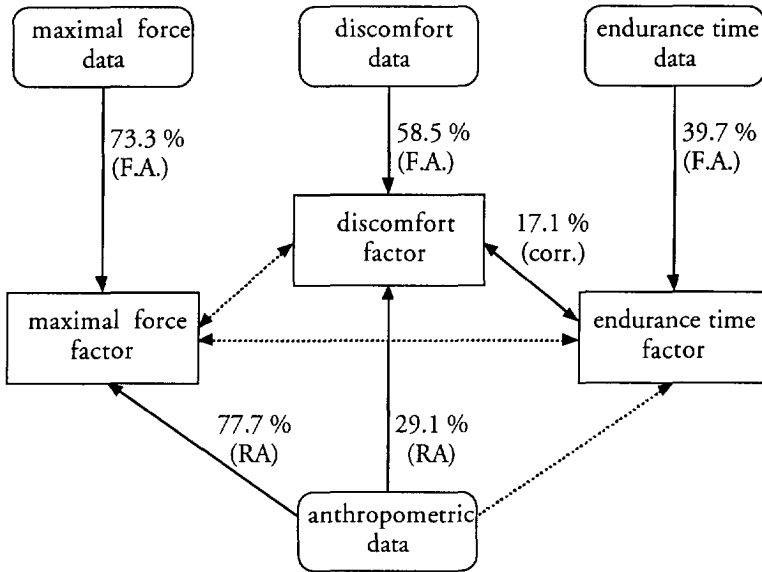 maximal force
data
discomfort
data
endurance time
data
73.3 %
(F.A.)
58.5 %
(F.A.)
39.7 %
(F.A.)
discomfort
factor
17.1 %
(corr.)
maximal force
factor
endurance time
factor
77.7 %
(RA)
29.1 %
(RA)
anthropometric
data